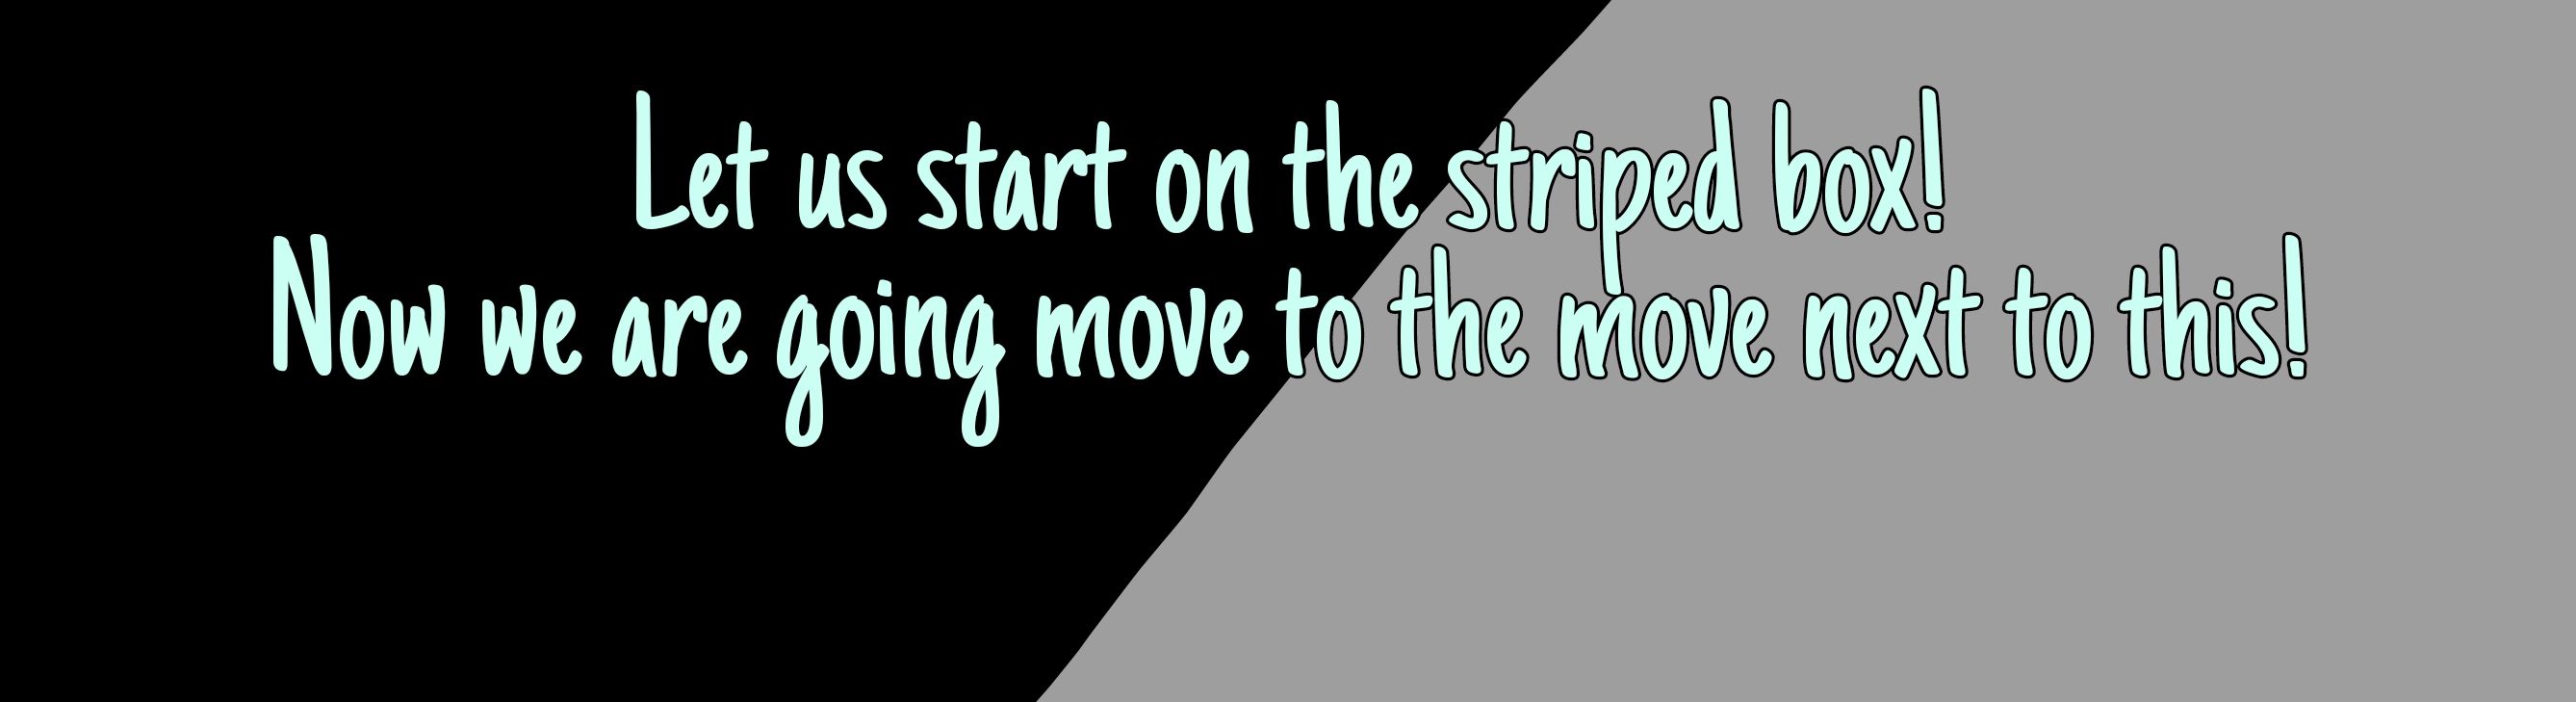 Let us start on the striped box!
Now we are going move to the move next to this!